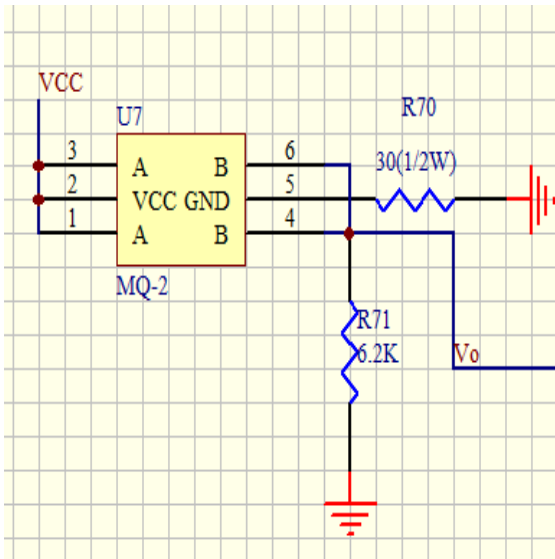 VCC
U7
R70
3
A
B
6
30(1/2W)
2
VCC
GND
5
1
A
B
4
MQ-2
R71
6.2K
Vo